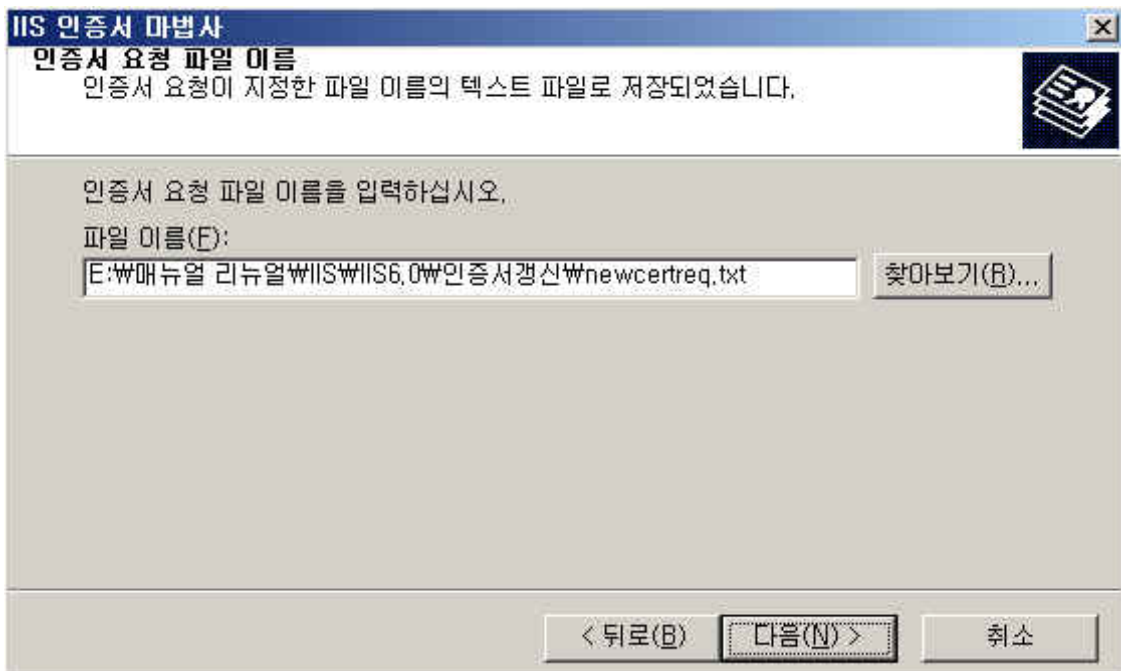 IIS 인증서 마법사
인증서 요청 파일 이름
인증서 요청이 지정한 파일 이름의 텍스트 파일로 저장되었습니다.
인증서 요청 파일 이름을 입력하십시오.
파일 이름(F):
E:₩매뉴얼 리뉴얼₩IIS₩IIS6.0₩인증서갱신₩newcertreq.txt 찾아보기(R)...
< 뒤로(B) 다음(N) > 취소